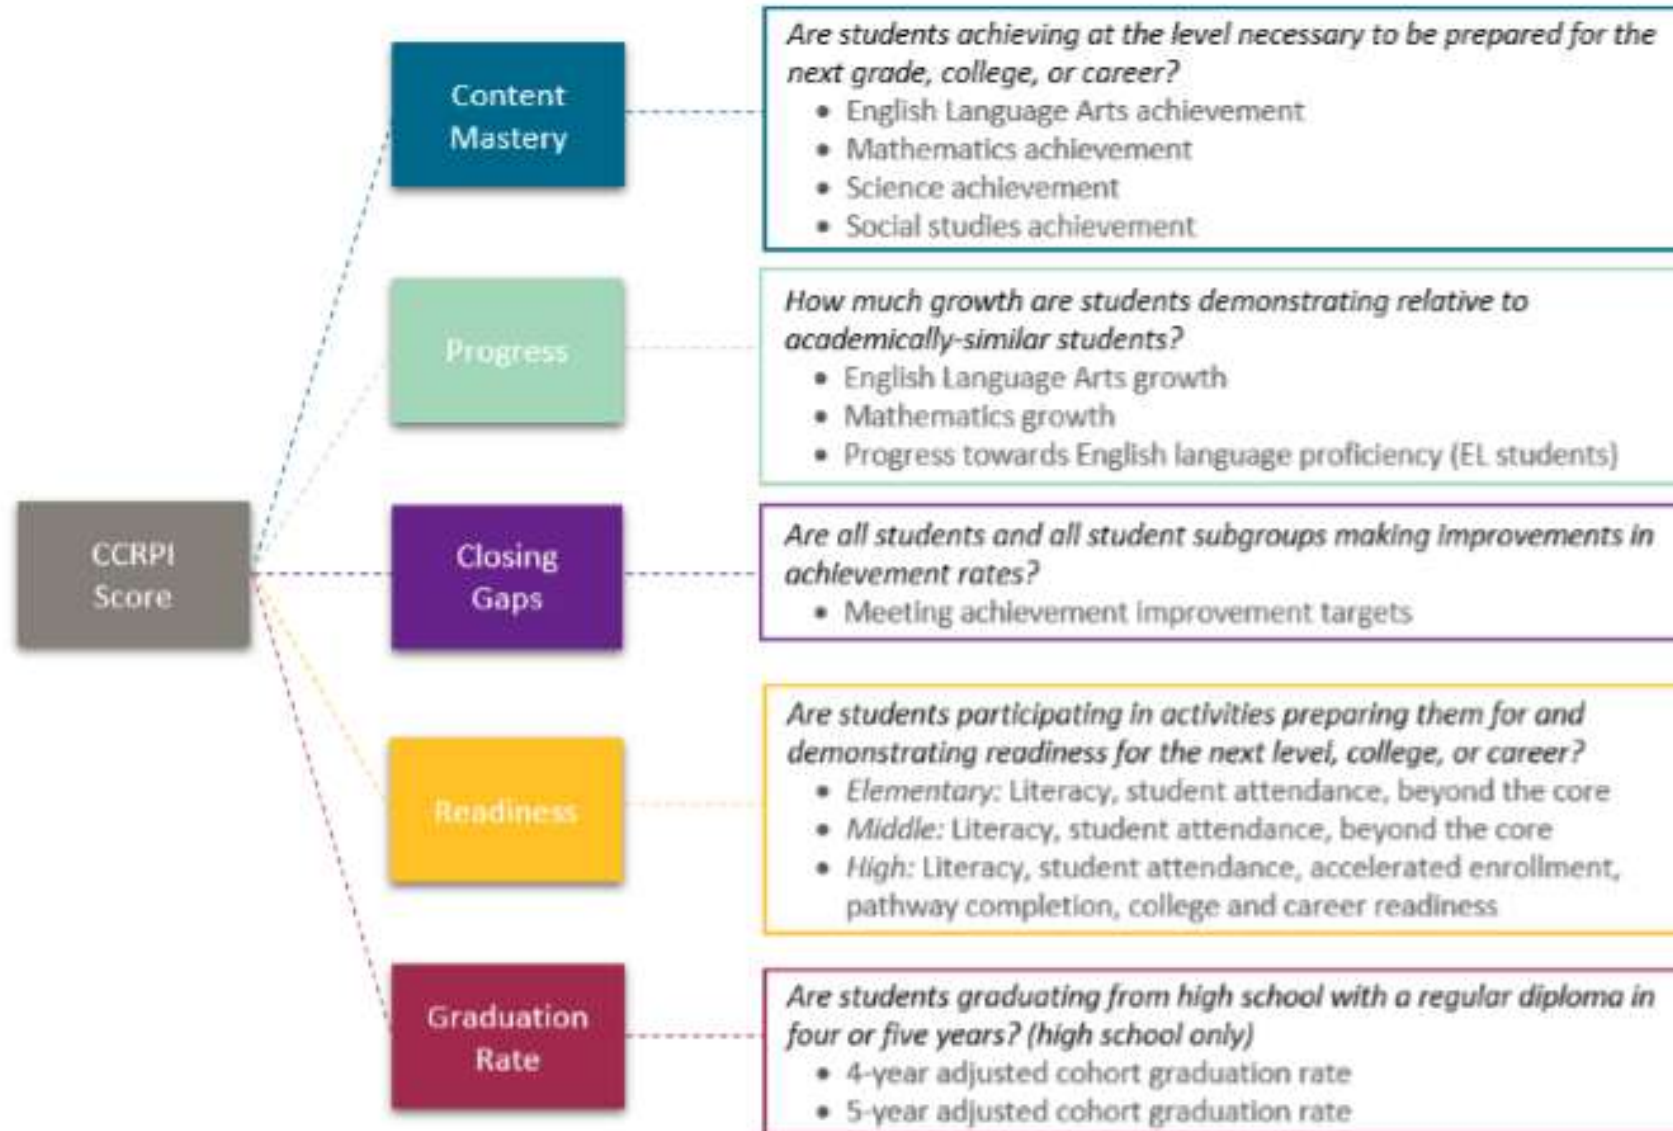 Content
Mastery
Are students achieving at the level necessary to be prepared for the
next grade, college, or career?
• English Language Arts achievement
• Mathematics achievement
• Science achievement
• Social studies achievement
Progress
How much growth are students demonstrating relative to
academically-similar students?
• English Language Arts growth
• Mathematics growth
• Progress towards English language proficiency (EL students)
CCRPI
Score
Closing
Gaps
Are all students and all student subgroups making improvements in
achievement rates?
• Meeting achievement improvement targets
Readiness
Are students participating in activities preparing them for and
demonstrating readiness for the next level, college, or career?
• Elementary: Literacy, student attendance, beyond the core
• Middle: Literacy, student attendance, beyond the core
• High: Literacy, student attendance, accelerated enrollment,
pathway completion, college and career readiness
Graduation
Rate
Are students graduating from high school with a regular diploma in
four or five years? (high school only)
• 4-year adjusted cohort graduation rate
• 5-year adjusted cohort graduation rate